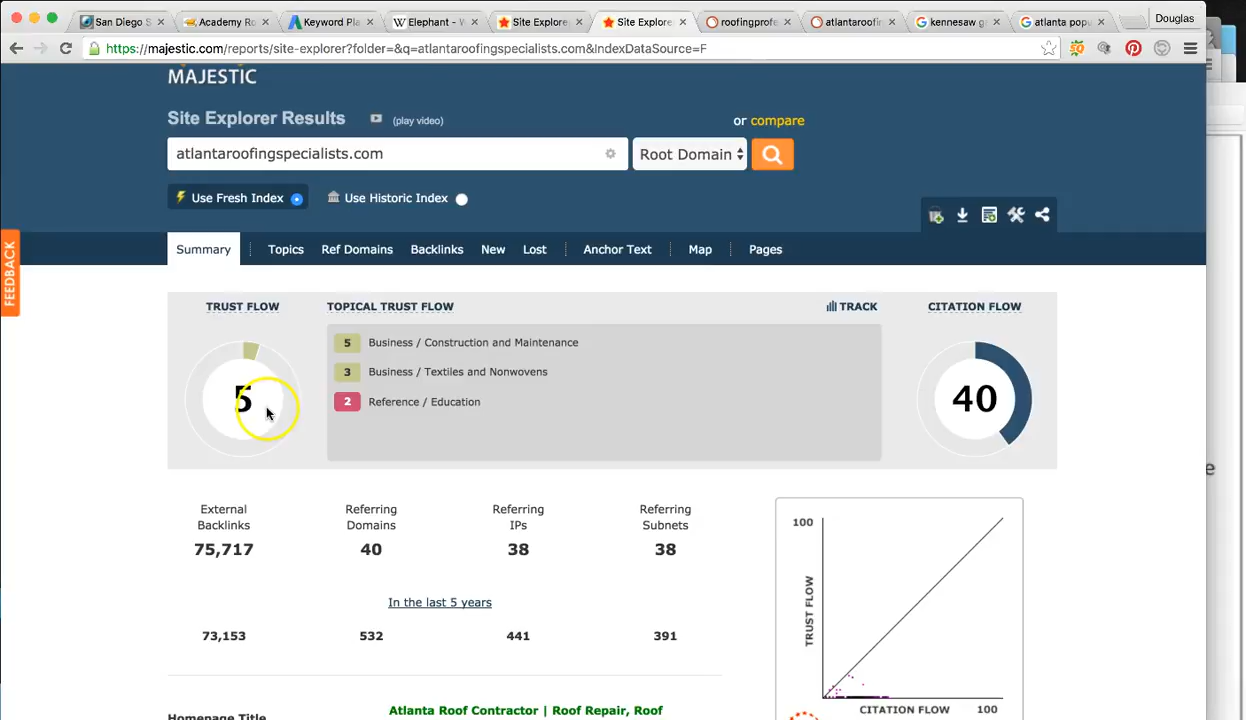 San Diego S
Academy Ro
Keyword Pla
Elephant - W
Site Explore
Site Explore
roofingprofe
atlantaroofin
kennesaw g
atlanta popu
Douglas
https://majestic.com/reports/site-explorer?folder=&q=atlantaroofingspecialists.com&IndexDataSource=F
MAJESTIC
Site Explorer Results (play video)
or compare
atlantaroofingspecialists.com
Root Domain
Use Fresh Index
Use Historic Index
FEEDBACK
Summary
Topics
Ref Domains
Backlinks
New
Lost
Anchor Text
Map
Pages
TRUST FLOW
5
TOPICAL TRUST FLOW
TRACK
5 Business / Construction and Maintenance
3 Business / Textiles and Nonwovens
2 Reference / Education
CITATION FLOW
40
External
Backlinks
75,717
Referring
Domains
40
Referring
IPs
38
Referring
Subnets
38
In the last 5 years
73,153
532
441
391
100
TRUST FLOW
CITATION FLOW 100
Homepage Title
Atlanta Roof Contractor | Roof Repair, Roof